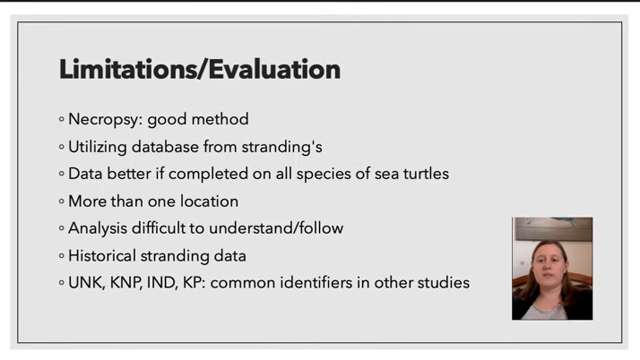 Limitations/Evaluation
◦ Necropsy: good method
◦ Utilizing database from stranding's
◦ Data better if completed on all species of sea turtles
◦ More than one location
◦ Analysis difficult to understand/follow
◦ Historical stranding data
◦ UNK, KNP, IND, KP: common identifiers in other studies